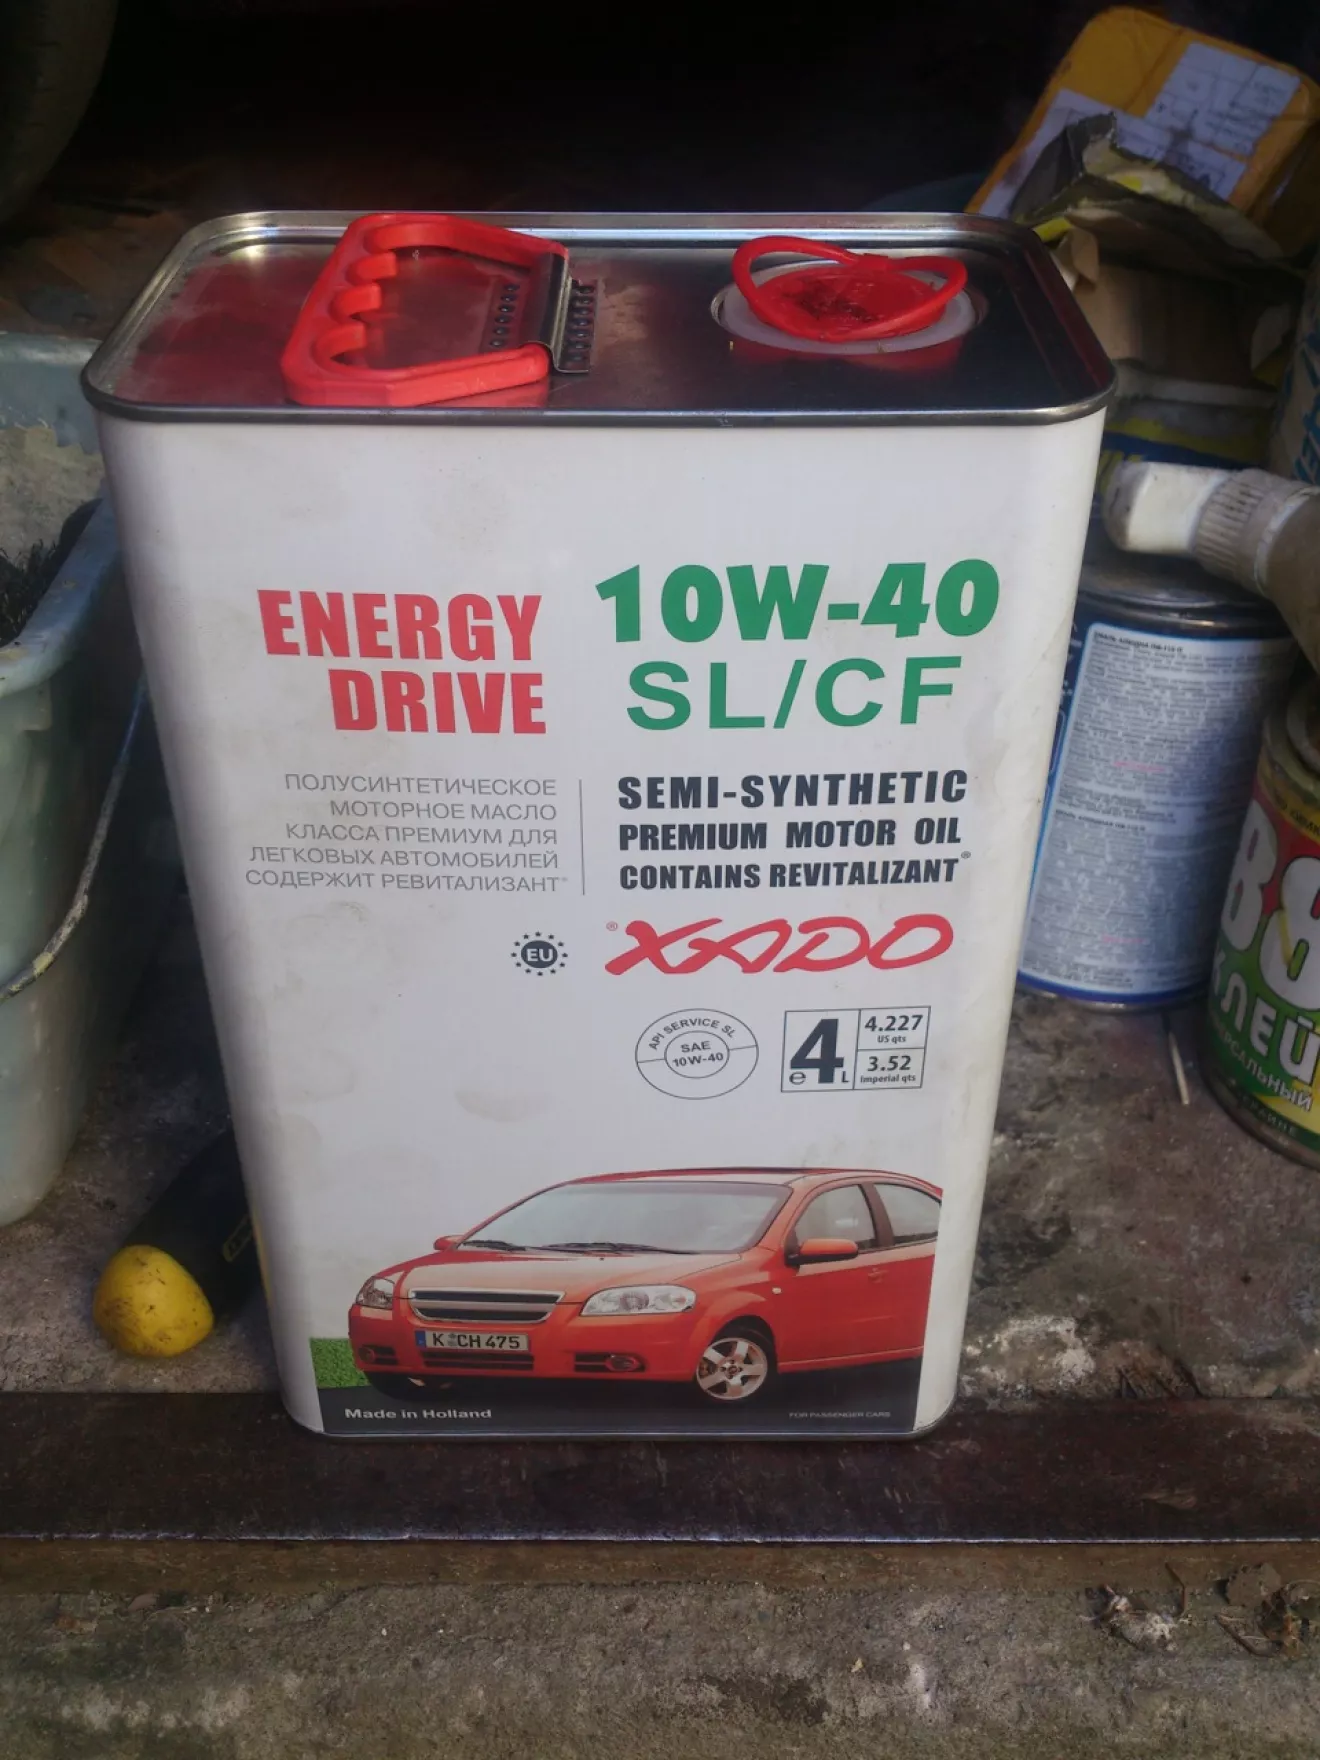 ENERGY
DRIVE
10W-40
SL/CF
ПОЛУСИНТЕТИЧЕСКОЕ
МОТОРНОЕ МАСЛО
КЛАССА ПРЕМИУМ ДЛЯ
ЛЕГКОВЫХ АВТОМОБИЛЕЙ
СОДЕРЖИТ РЕВИТАЛИЗАНТ®
SEMI-SYNTHETIC
PREMIUM MOTOR OIL
CONTAINS REVITALIZANT®
EU
®XADO
API SERVICE SL
SAE
10W-40
4 L
e
4.227
US qts
3.52
Imperial qts
K CH 475
Made in Holland
FOR PASSENGER CARS
88
КЛЕЙ